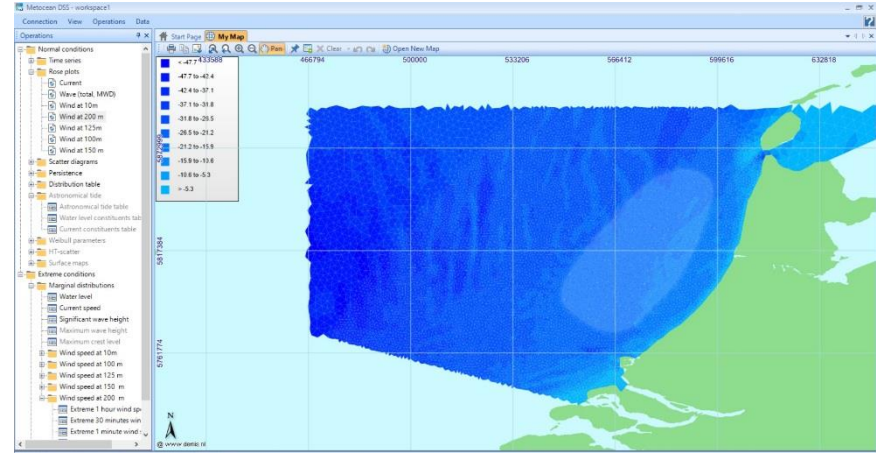 Metocean DSS - workspace1
Connection View Operations Data
Operations
Normal conditions
Time series
Rose plots
Current
Wave (total, MWD)
Wind at 10m
Wind at 200 m
Wind at 125m
Wind at 100m
Wind at 150 m
Scatter diagrams
Persistence
Distribution table
Astronomical tide
Astronomical tide table
Water level constituents tab
Current constituents table
Weibull parameters
HT-scatter
Surface maps
Extreme conditions
Marginal distributions
Water level
Current speed
Significant wave height
Maximum wave height
Maximum crest level
Wind speed at 10m
Wind speed at 100 m
Wind speed at 125 m
Wind speed at 150 m
Wind speed at 200 m
Extreme 1 hour wind spe
Extreme 30 minutes win
Extreme 1 minute wind
Start Page My Map
Pan Clear Open New Map
433588 466794 500000 533206 566412 599616 632818
< -47.7
-47.7 to -42.4
-42.4 to -37.1
-37.1 to -31.8
-31.8 to -26.5
-26.5 to -21.2
-21.2 to -15.9
-15.9 to -10.6
-10.6 to -5.3
> -5.3
5872999
5817384
5761774
N
@ www demis nl